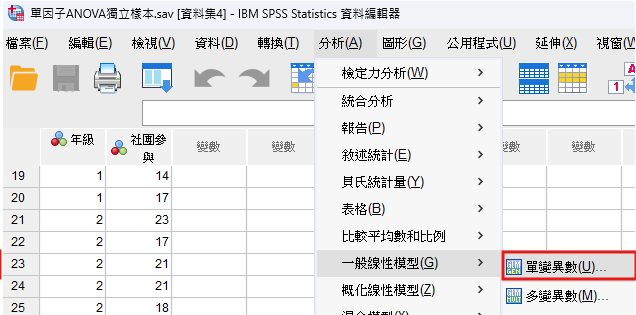 單因子ANOVA獨立樣本.sav [資料集4] - IBM SPSS Statistics 資料編輯器
檔案(F) 編輯(E) 檢視(V) 資料(D) 轉換(T) 分析(A) 圖形(G) 公用程式(U) 延伸(X) 視窗(W
檢定力分析(W)
統合分析
報告(P)
敘述統計(E)
貝氏統計量(Y)
表格(B)
比較平均數和比例
一般線性模型(G)
概化線性模型(Z)
混合模型(X)
單變異數(U)...
多變異數(M)...
年級 社團參與 變數 變數 變數 變數
19 1 14
20 1 17
21 2 23
22 2 17
23 2 21
24 2 21
25 2 18
1
A